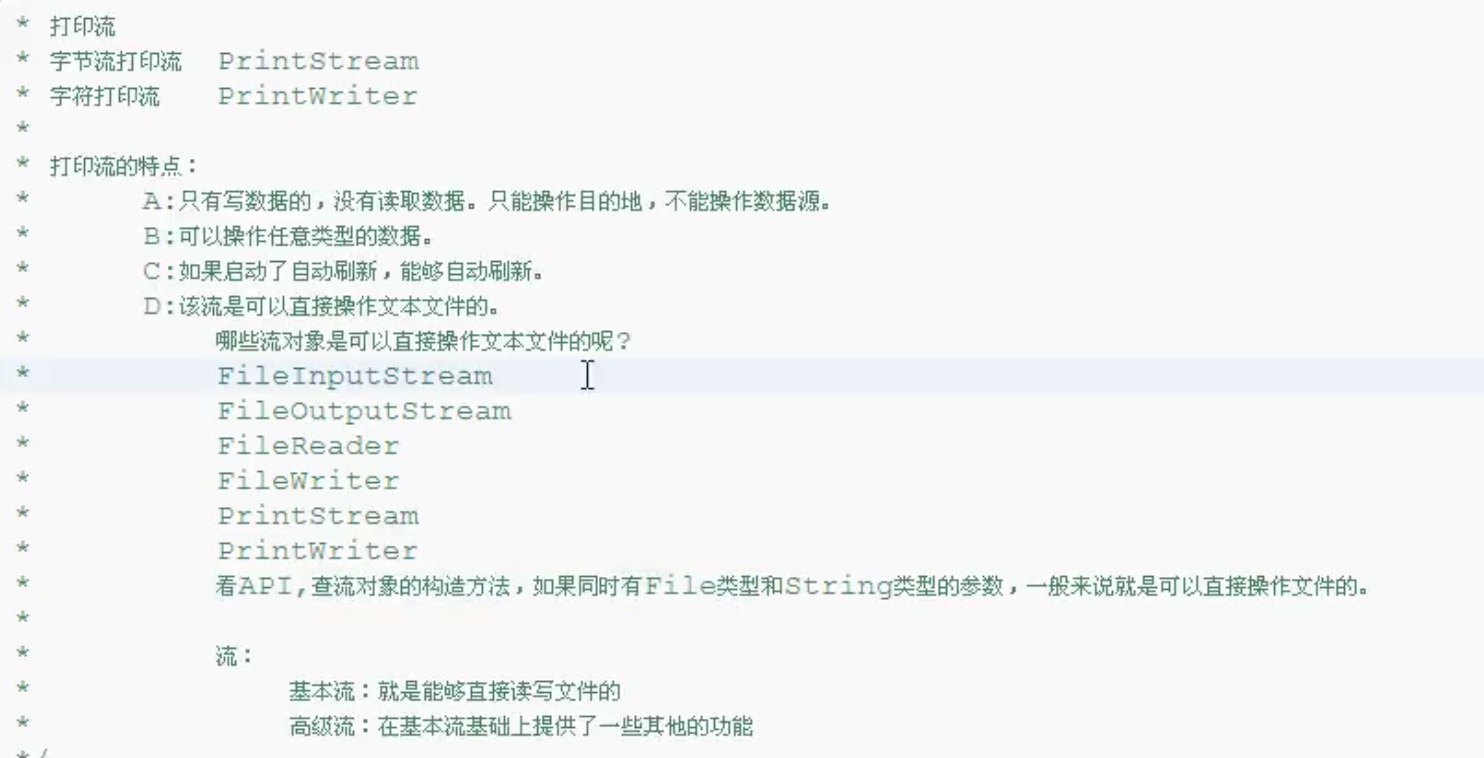 * 打印流
* 字节流打印流 PrintStream
* 字符打印流 PrintWriter
*
* 打印流的特点：
* A:只有写数据的，没有读取数据。只能操作目的地，不能操作数据源。
* B:可以操作任意类型的数据。
* C:如果启动了自动刷新，能够自动刷新。
* D:该流是可以直接操作文本文件的。
* 哪些流对象是可以直接操作文本文件的呢？
* FileInputStream
* FileOutputStream
* FileReader
* FileWriter
* PrintStream
* PrintWriter
* 看API,查流对象的构造方法，如果同时有File类型和String类型的参数，一般来说就是可以直接操作文件的。
*
* 流：
* 基本流：就是能够直接读写文件的
* 高级流：在基本流基础上提供了一些其他的功能
*/